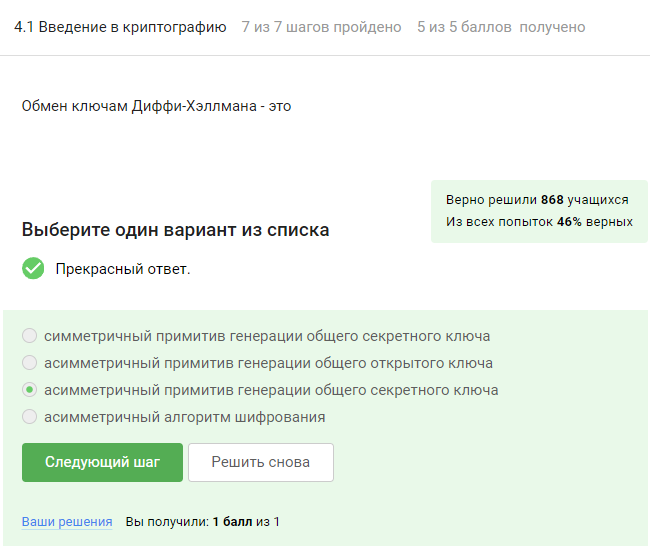 4.1 Введение в криптографию 7 из 7 шагов пройдено 5 из 5 баллов получено
Обмен ключам Диффи-Хэллмана - это
Верно решили 868 учащихся
Из всех попыток 46% верных
Выберите один вариант из списка
Прекрасный ответ.
симметричный примитив генерации общего секретного ключа
асимметричный примитив генерации общего открытого ключа
асимметричный примитив генерации общего секретного ключа
асимметричный алгоритм шифрования
Следующий шаг Решить снова
Ваши решения Вы получили: 1 балл из 1